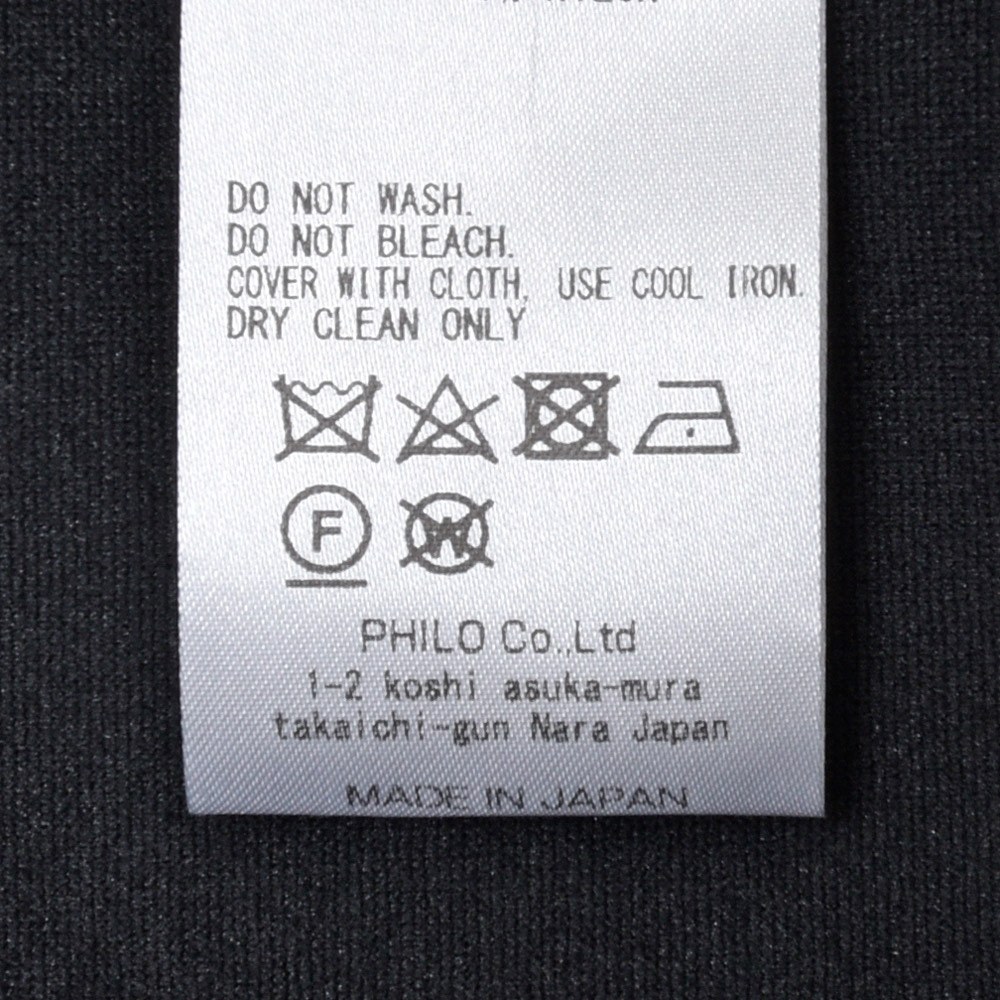 DO NOT WASH.
DO NOT BLEACH.
COVER WITH CLOTH, USE COOL IRON.
DRY CLEAN ONLY
F
W
PHILO Co.,Ltd
1-2 koshi asuka-mura
takaichi-gun Nara Japan
MADE IN JAPAN